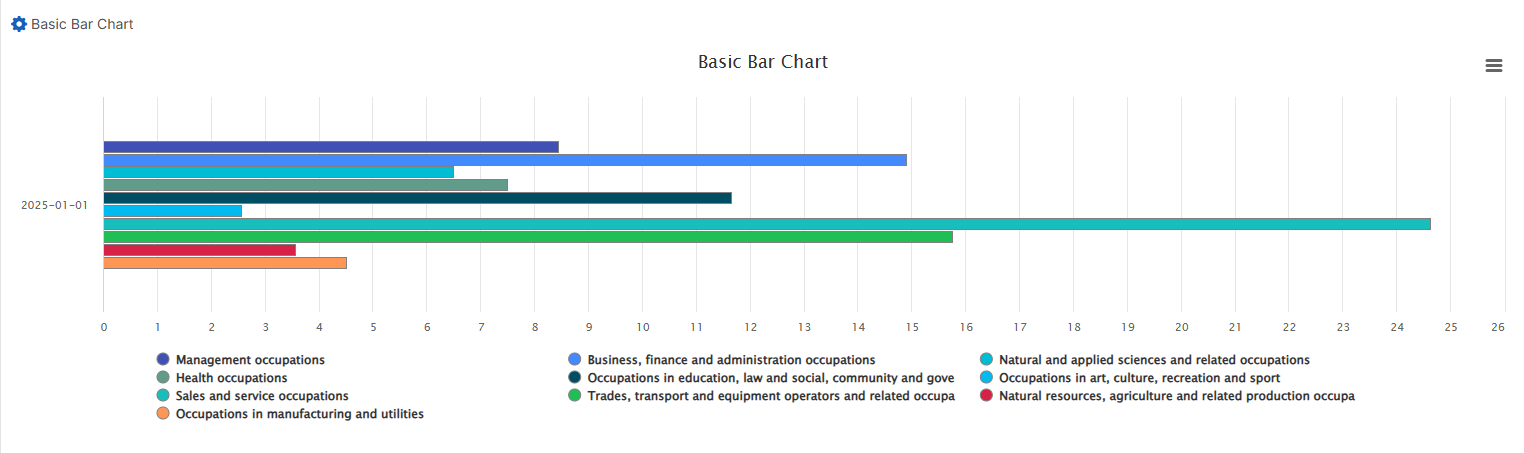 Basic Bar Chart
Basic Bar Chart
2025-01-01
0 1 2 3 4 5 6 7 8 9 10 11 12 13 14 15 16 17 18 19 20 21 22 23 24 25 26
Management occupations Business, finance and administration occupations Natural and applied sciences and related occupations
Health occupations Occupations in education, law and social, community and gove Occupations in art, culture, recreation and sport
Sales and service occupations Trades, transport and equipment operators and related occupa Natural resources, agriculture and related production occupa
Occupations in manufacturing and utilities